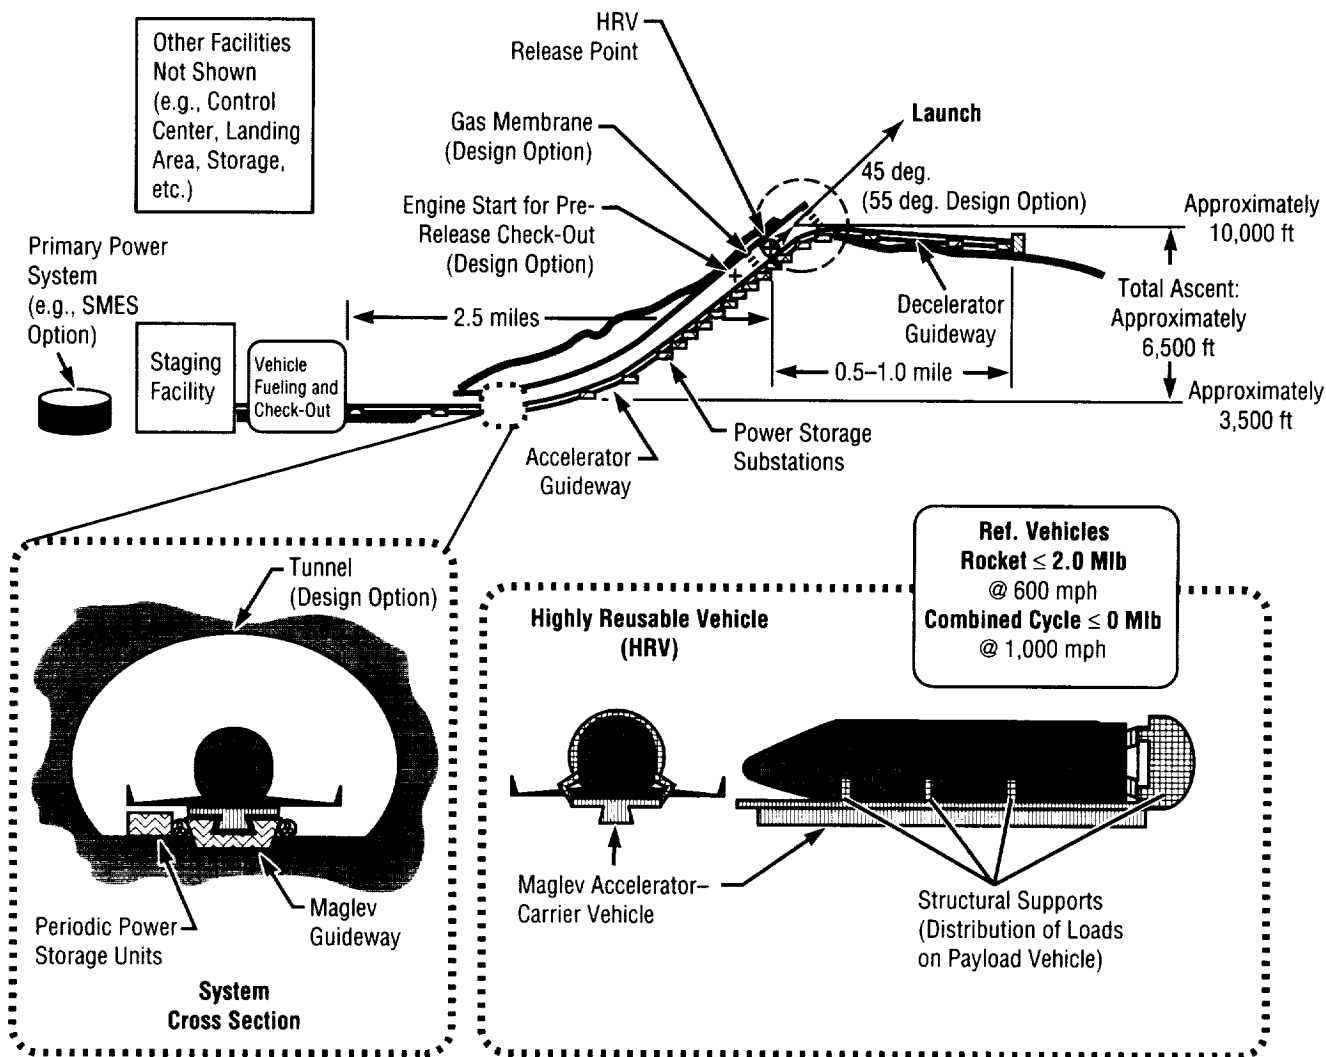 Other Facilities
Not Shown
(e.g., Control
Center, Landing
Area, Storage,
etc.)
HRV
Release Point
Gas Membrane
(Design Option)
Launch
45 deg.
(55 deg. Design Option)
Engine Start for Pre-
Release Check-Out
(Design Option)
Approximately
10,000 ft
Primary Power
System
(e.g., SMES
Option)
2.5 miles
Decelerator
Guideway
Total Ascent:
Approximately
6,500 ft
Staging
Facility
Vehicle
Fueling and
Check-Out
0.5–1.0 mile
Approximately
3,500 ft
Accelerator
Guideway
Power Storage
Substations
Tunnel
(Design Option)
Periodic Power
Storage Units
Maglev
Guideway
System
Cross Section
Ref. Vehicles
Rocket ≤ 2.0 Mlb
@ 600 mph
Combined Cycle ≤ 0 Mlb
@ 1,000 mph
Highly Reusable Vehicle
(HRV)
Maglev Accelerator–
Carrier Vehicle
Structural Supports
(Distribution of Loads
on Payload Vehicle)